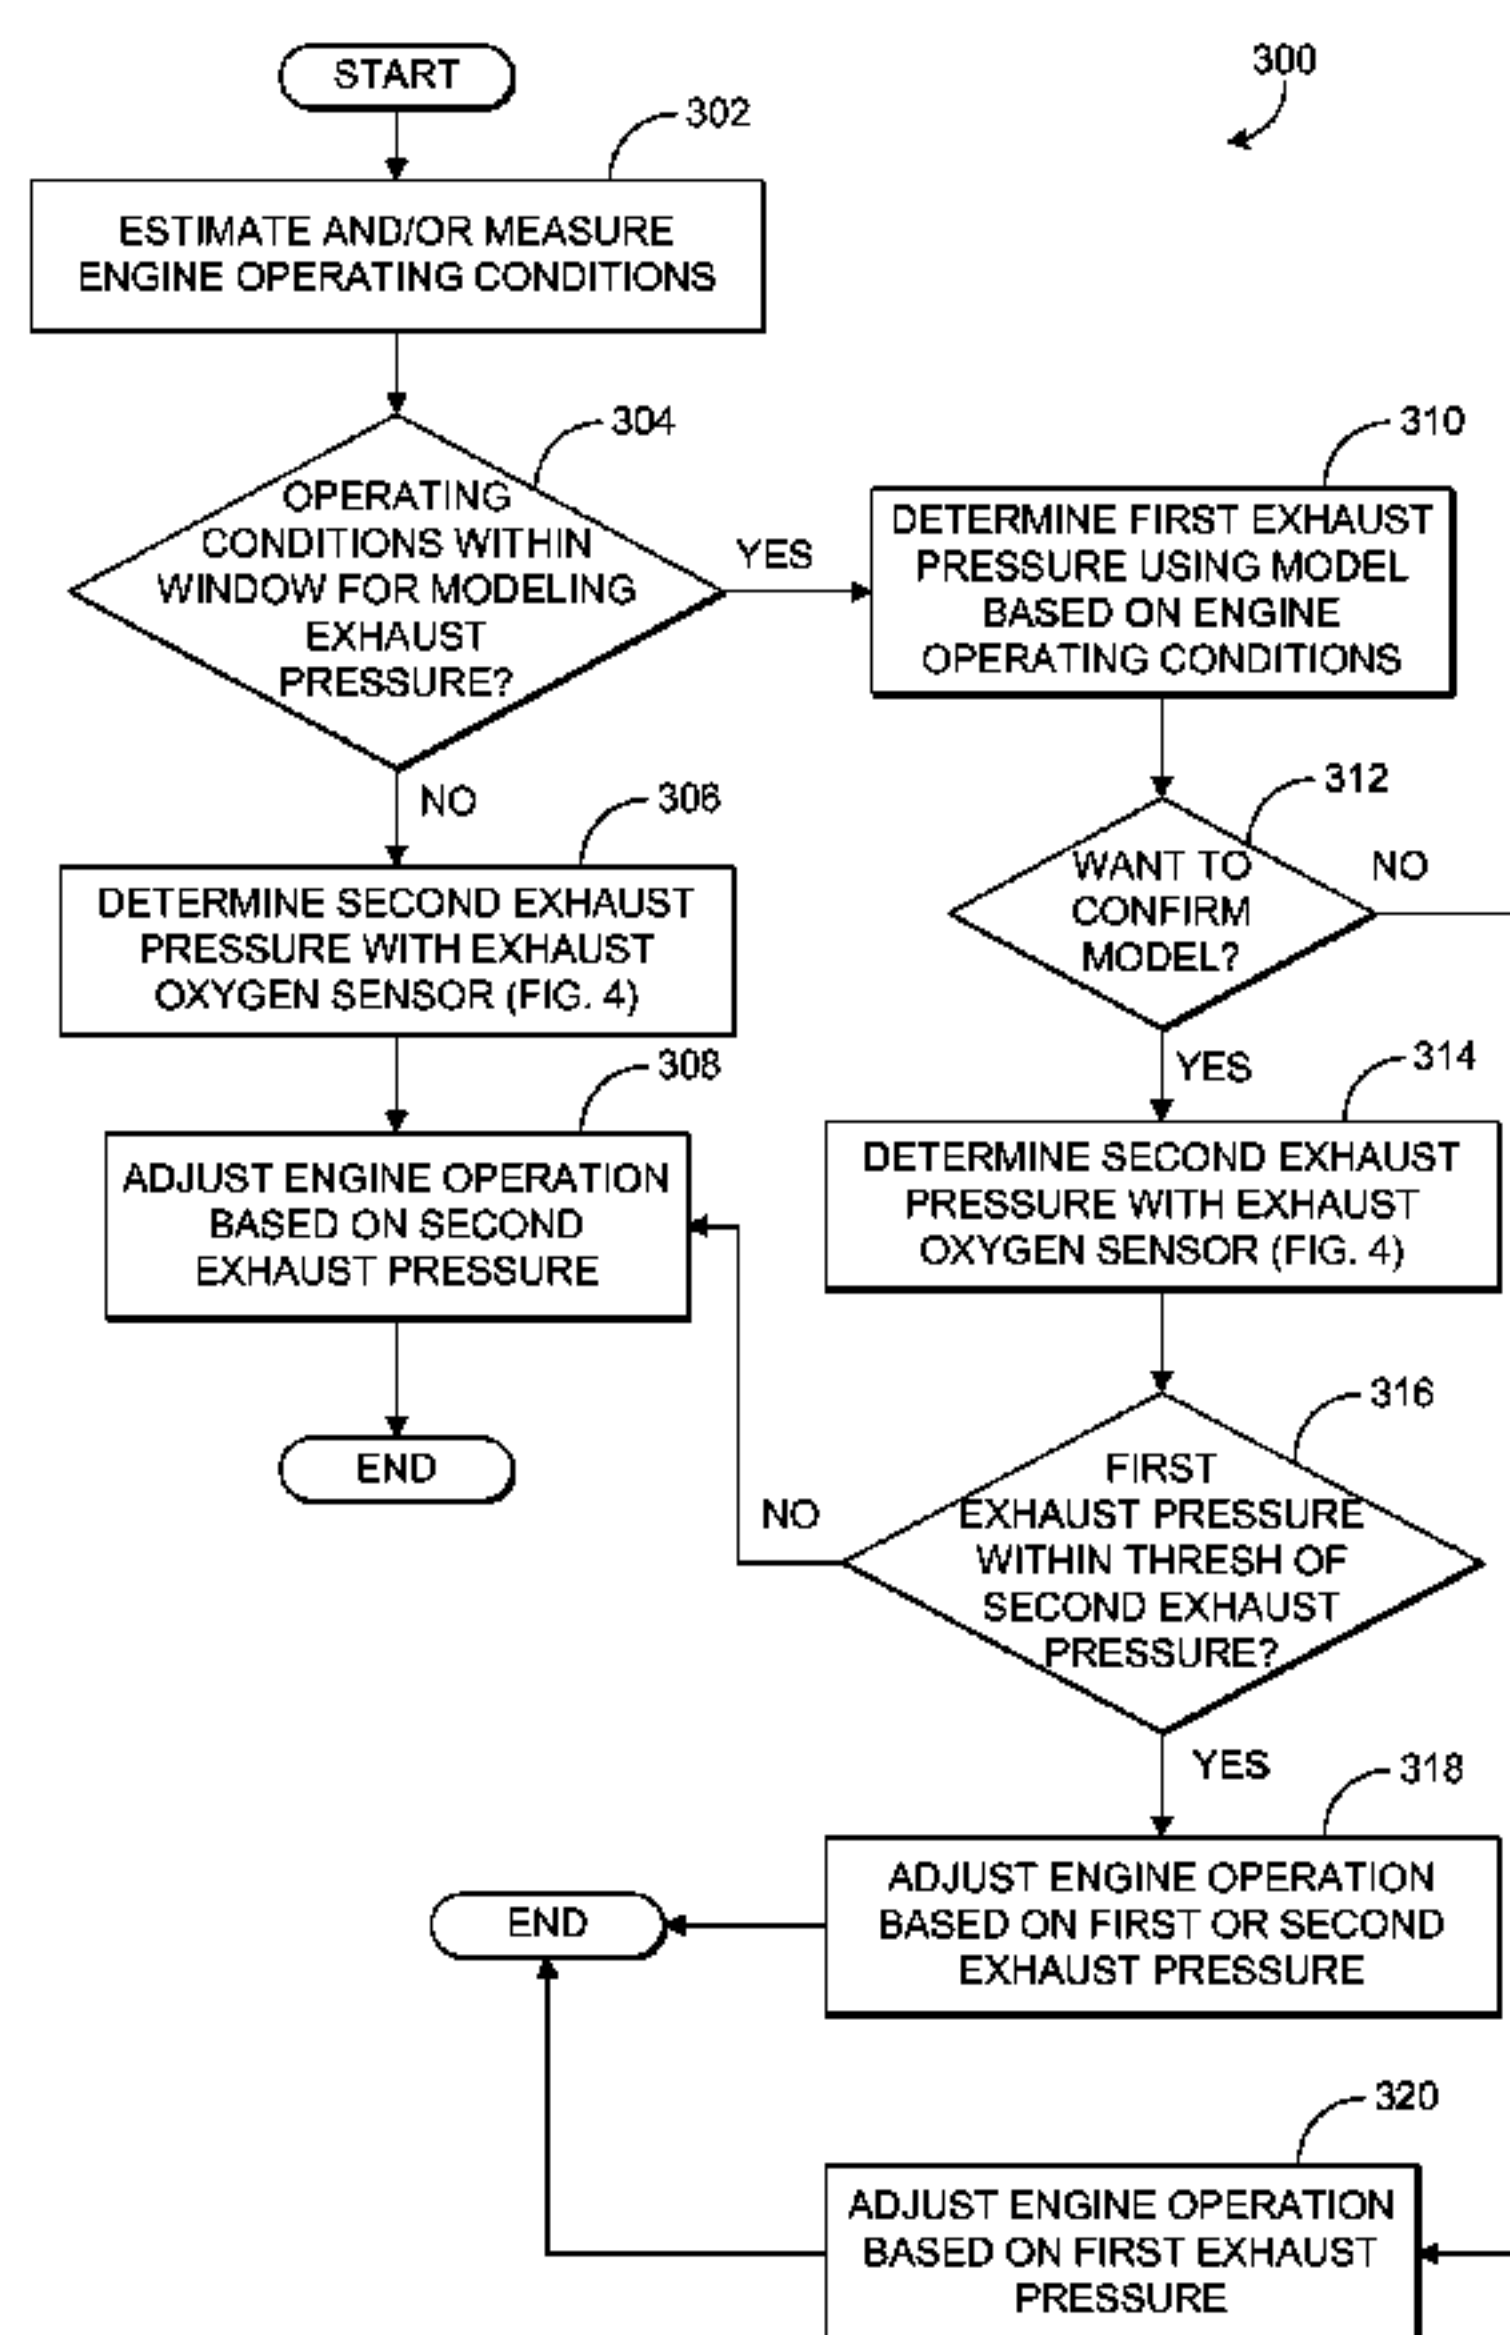 START
300
302
ESTIMATE AND/OR MEASURE
ENGINE OPERATING CONDITIONS
304
OPERATING
CONDITIONS WITHIN
WINDOW FOR MODELING
EXHAUST
PRESSURE?
YES
NO
310
DETERMINE FIRST EXHAUST
PRESSURE USING MODEL
BASED ON ENGINE
OPERATING CONDITIONS
306
DETERMINE SECOND EXHAUST
PRESSURE WITH EXHAUST
OXYGEN SENSOR (FIG. 4)
312
WANT TO
CONFIRM
MODEL?
NO
YES
308
ADJUST ENGINE OPERATION
BASED ON SECOND
EXHAUST PRESSURE
END
314
DETERMINE SECOND EXHAUST
PRESSURE WITH EXHAUST
OXYGEN SENSOR (FIG. 4)
316
FIRST
EXHAUST PRESSURE
WITHIN THRESH OF
SECOND EXHAUST
PRESSURE?
NO
YES
318
ADJUST ENGINE OPERATION
BASED ON FIRST OR SECOND
EXHAUST PRESSURE
END
320
ADJUST ENGINE OPERATION
BASED ON FIRST EXHAUST
PRESSURE